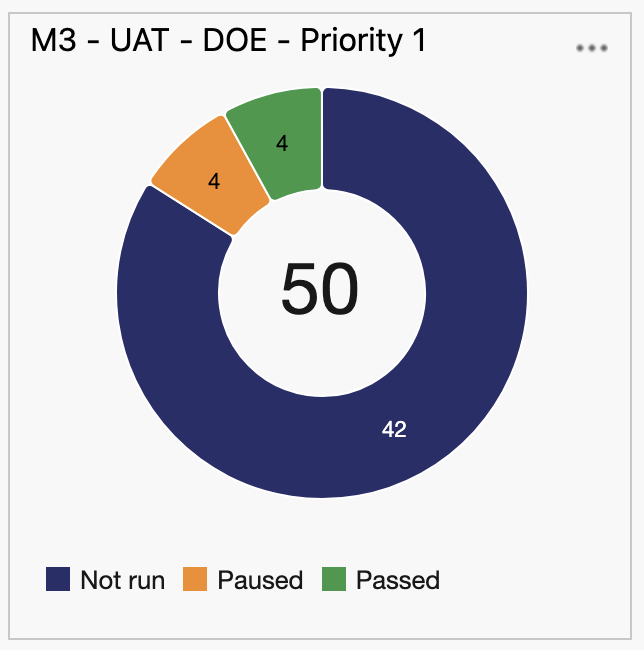 M3 - UAT - DOE - Priority 1
4
4
50
42
Not run Paused Passed